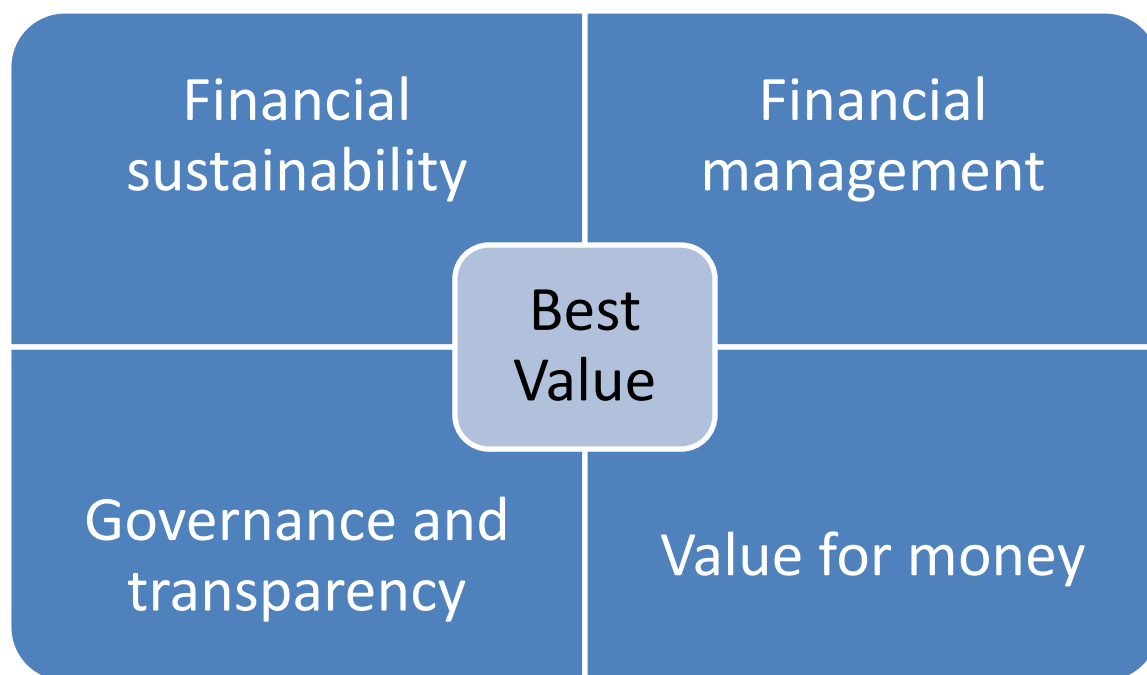 Financial
sustainability
Financial
management
Best
Value
Governance and
transparency
Value for money